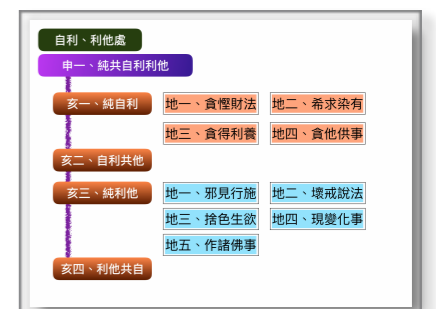 自利、利他處
申一、純共自利利他
亥一、純自利 地一、貪慳財法 地二、希求染有
地三、貪得利養 地四、貪他供事
亥二、自利共他
亥三、純利他 地一、邪見行施 地二、壞戒說法
地三、捨色生欲 地四、現變化事
地五、作諸佛事
亥四、利他共自